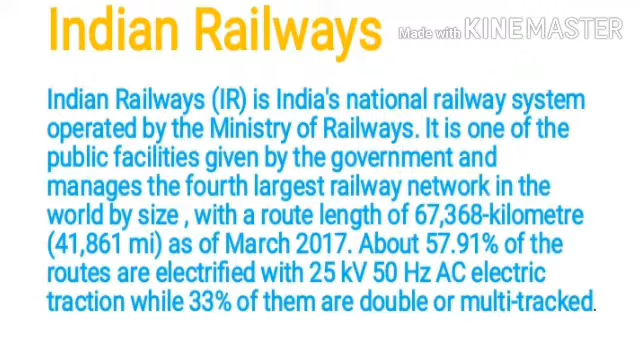 Indian Railways
Made with KINEMASTER
Indian Railways (IR) is India's national railway system
operated by the Ministry of Railways. It is one of the
public facilities given by the government and
manages the fourth largest railway network in the
world by size , with a route length of 67,368-kilometre
(41,861 mi) as of March 2017. About 57.91% of the
routes are electrified with 25 kV 50 Hz AC electric
traction while 33% of them are double or multi-tracked.